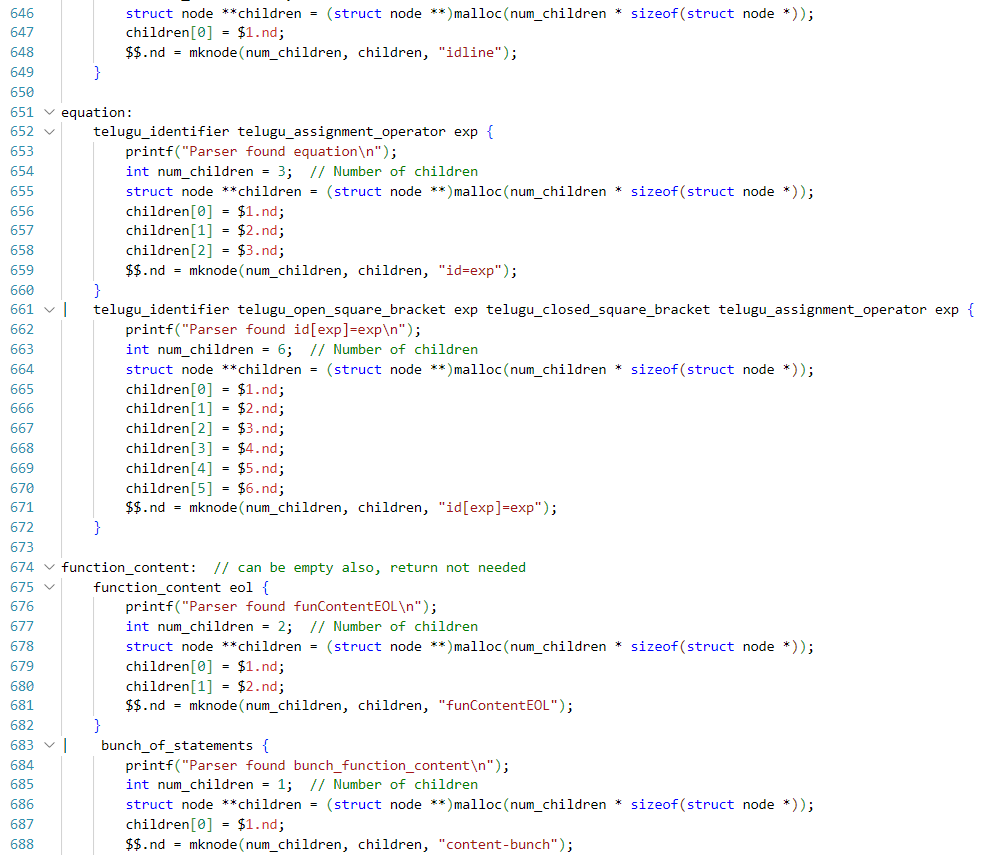 646 struct node **children = (struct node **)malloc(num_children * sizeof(struct node *));
647 children[0] = $1.nd;
648 $$.nd = mknode(num_children, children, "idline");
649 }
650
651 equation:
652 telugu_identifier telugu_assignment_operator exp {
653 printf("Parser found equation\n");
654 int num_children = 3;  // Number of children
655 struct node **children = (struct node **)malloc(num_children * sizeof(struct node *));
656 children[0] = $1.nd;
657 children[1] = $2.nd;
658 children[2] = $3.nd;
659 $$.nd = mknode(num_children, children, "id=exp");
660 }
661 |   telugu_identifier telugu_open_square_bracket exp telugu_closed_square_bracket telugu_assignment_operator exp {
662 printf("Parser found id[exp]=exp\n");
663 int num_children = 6;  // Number of children
664 struct node **children = (struct node **)malloc(num_children * sizeof(struct node *));
665 children[0] = $1.nd;
666 children[1] = $2.nd;
667 children[2] = $3.nd;
668 children[3] = $4.nd;
669 children[4] = $5.nd;
670 children[5] = $6.nd;
671 $$.nd = mknode(num_children, children, "id[exp]=exp");
672 }
673
674 function_content:  // can be empty also, return not needed
675 function_content eol {
676 printf("Parser found funContentEOL\n");
677 int num_children = 2;  // Number of children
678 struct node **children = (struct node **)malloc(num_children * sizeof(struct node *));
679 children[0] = $1.nd;
680 children[1] = $2.nd;
681 $$.nd = mknode(num_children, children, "funContentEOL");
682 }
683 |    bunch_of_statements {
684 printf("Parser found bunch_function_content\n");
685 int num_children = 1;  // Number of children
686 struct node **children = (struct node **)malloc(num_children * sizeof(struct node *));
687 children[0] = $1.nd;
688 $$.nd = mknode(num_children, children, "content-bunch");